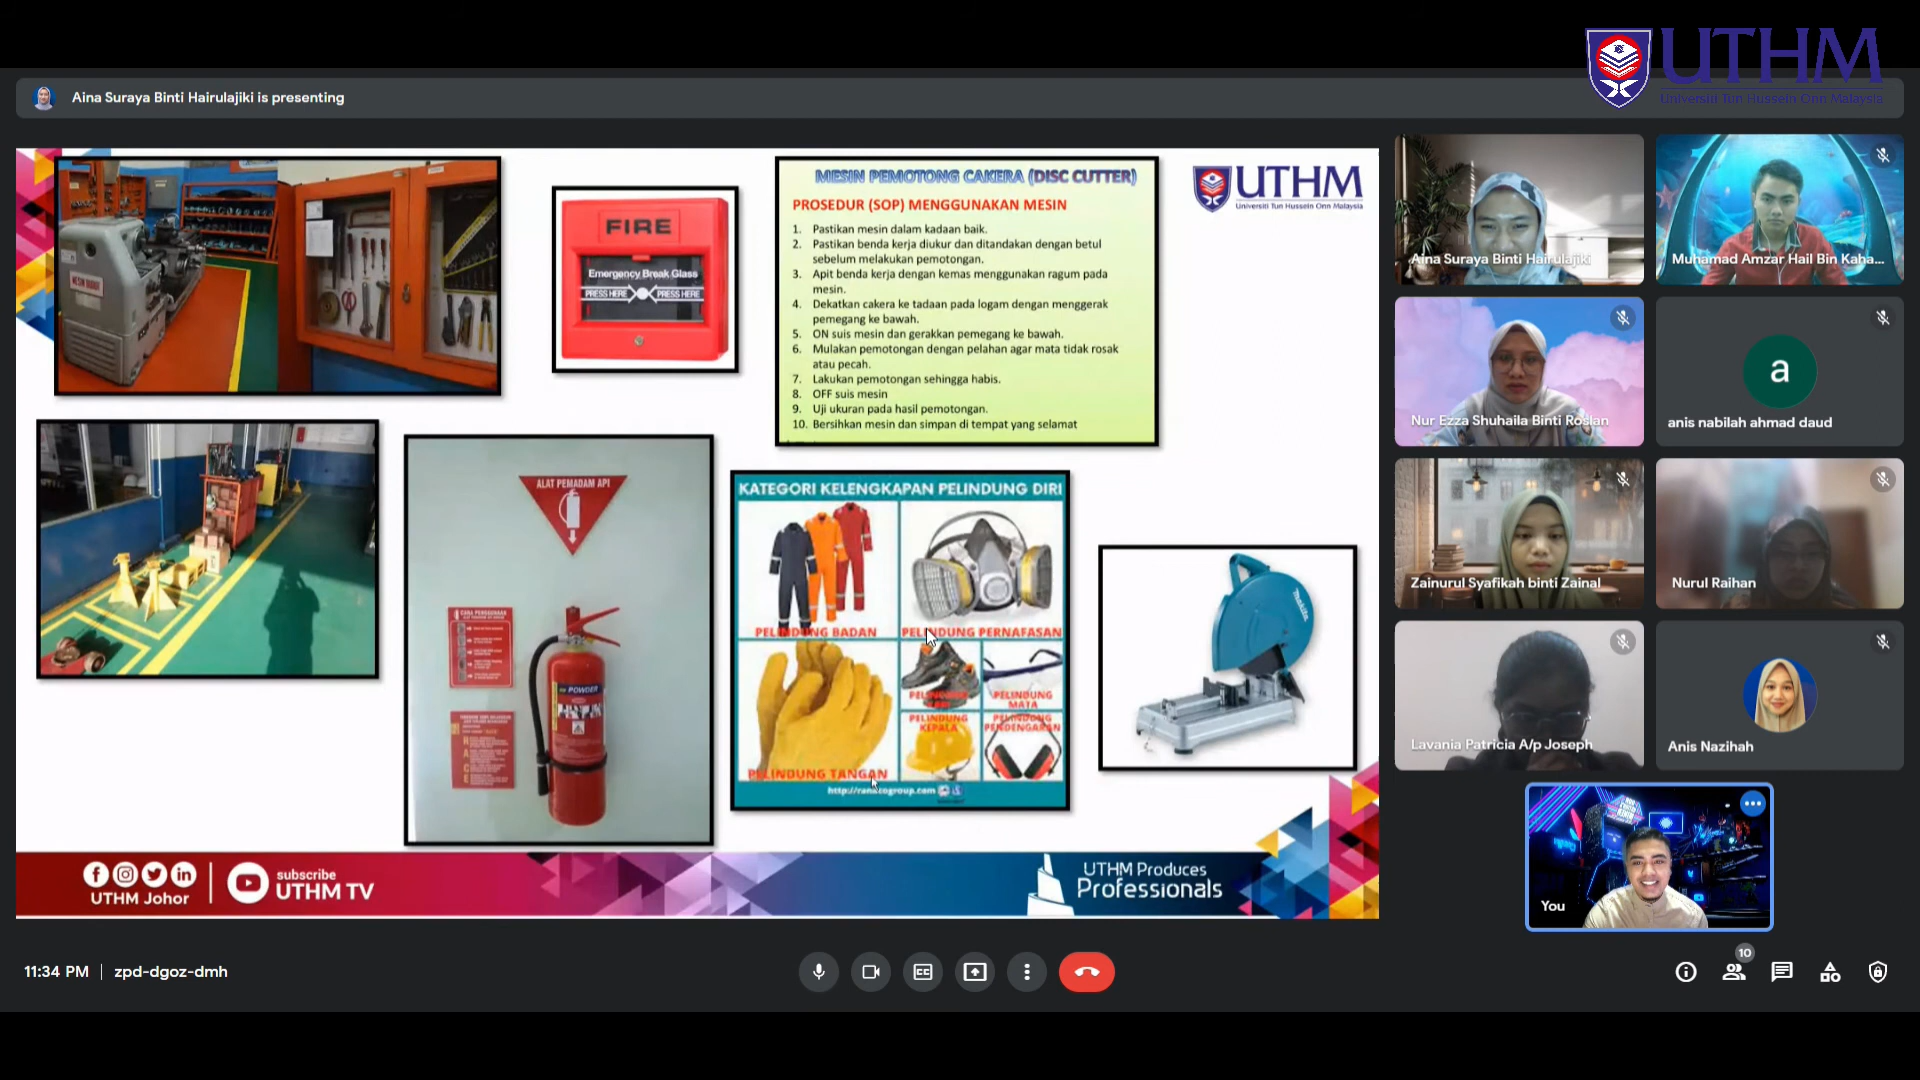 UTHM
Universiti Tun Hussein Onn Malaysia
Aina Suraya Binti Hairulajiki is presenting
MESIN BUBUT
FIRE
Emergency Break Glass
PRESS HERE PRESS HERE
MESIN PEMOTONG CAKERA (DISC CUTTER)
PROSEDUR (SOP) MENGGUNAKAN MESIN
1. Pastikan mesin dalam kadaan baik.
2. Pastikan benda kerja diukur dan ditandakan dengan betul
sebelum melakukan pemotongan.
3. Apit benda kerja dengan kemas menggunakan ragum pada
mesin.
4. Dekatkan cakera ke tadaan pada logam dengan menggerak
pemegang ke bawah.
5. ON suis mesin dan gerakkan pemegang ke bawah.
6. Mulakan pemotongan dengan pelahan agar mata tidak rosak
atau pecah.
7. Lakukan pemotongan sehingga habis.
8. OFF suis mesin
9. Uji ukuran pada hasil pemotongan.
10. Bersihkan mesin dan simpan di tempat yang selamat
UTHM
Universiti Tun Hussein Onn Malaysia
ALAT PEMADAM API
POWDER
KATEGORI KELENGKAPAN PELINDUNG DIRI
PELINDUNG BADAN
PELINDUNG PERNAFASAN
PELINDUNG
PELINDUNG
MATA
PELINDUNG
KEPALA
PELINDUNG
PENDENGARAN
PELINDUNG TANGAN
makita
UTHM Johor
subscribe
UTHM TV
UTHM Produces
Professionals
Aina Suraya Binti Hairulajiki
Muhamad Amzar Hail Bin Kaha...
Nur Ezza Shuhaila Binti Roslan
a
anis nabilah ahmad daud
Zainurul Syafikah binti Zainal
Nurul Raihan
Lavania Patricia A/p Joseph
Anis Nazihah
You
11:34 PM | zpd-dgoz-dmh
10